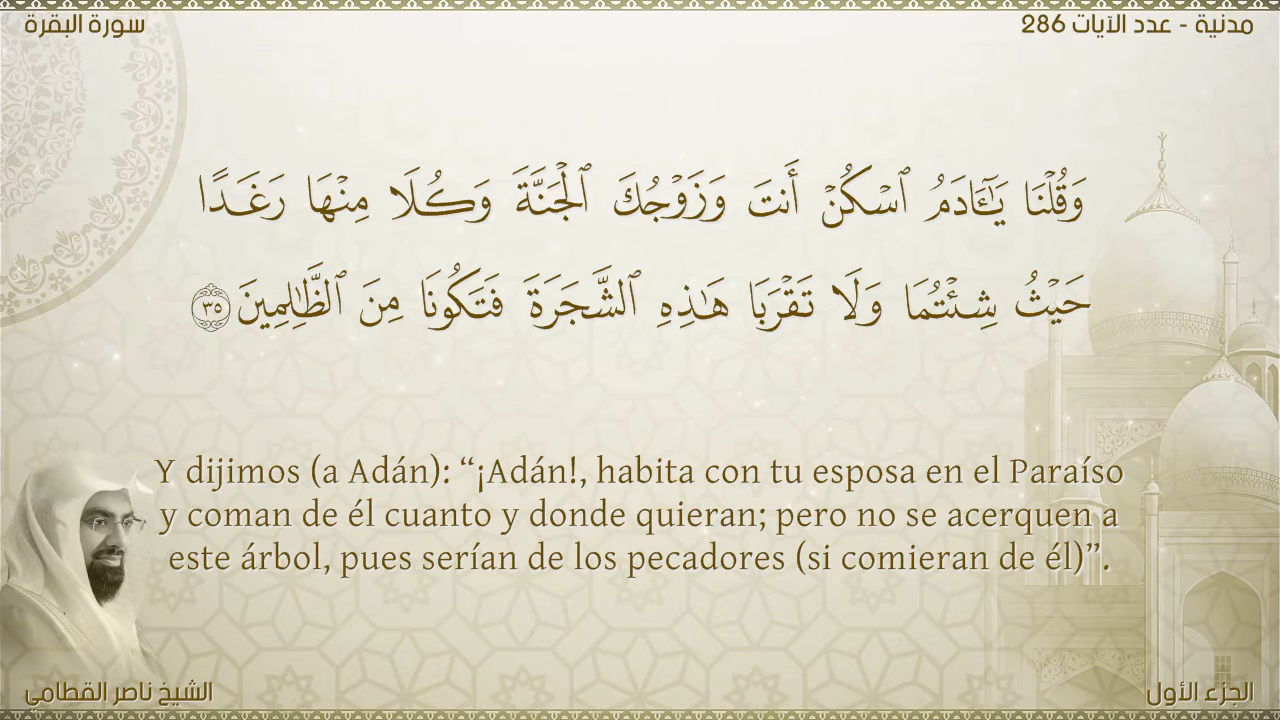 سورة البقرة
مدنية - عدد الآيات 286
وَقُلْنَا يَـٰٓـَٔادَمُ ٱسْكُنْ أَنتَ وَزَوْجُكَ ٱلْجَنَّةَ وَكُلَا مِنْهَا رَغَدًا
حَيْثُ شِئْتُمَا وَلَا تَقْرَبَا هَـٰذِهِ ٱلشَّجَرَةَ فَتَكُونَا مِنَ ٱلظَّـٰلِمِينَ ٣٥
Y dijimos (a Adán): “¡Adán!, habita con tu esposa en el Paraíso
y coman de él cuanto y donde quieran; pero no se acerquen a
este árbol, pues serían de los pecadores (si comieran de él)”.
الشيخ ناصر القطامي
الجزء الأول